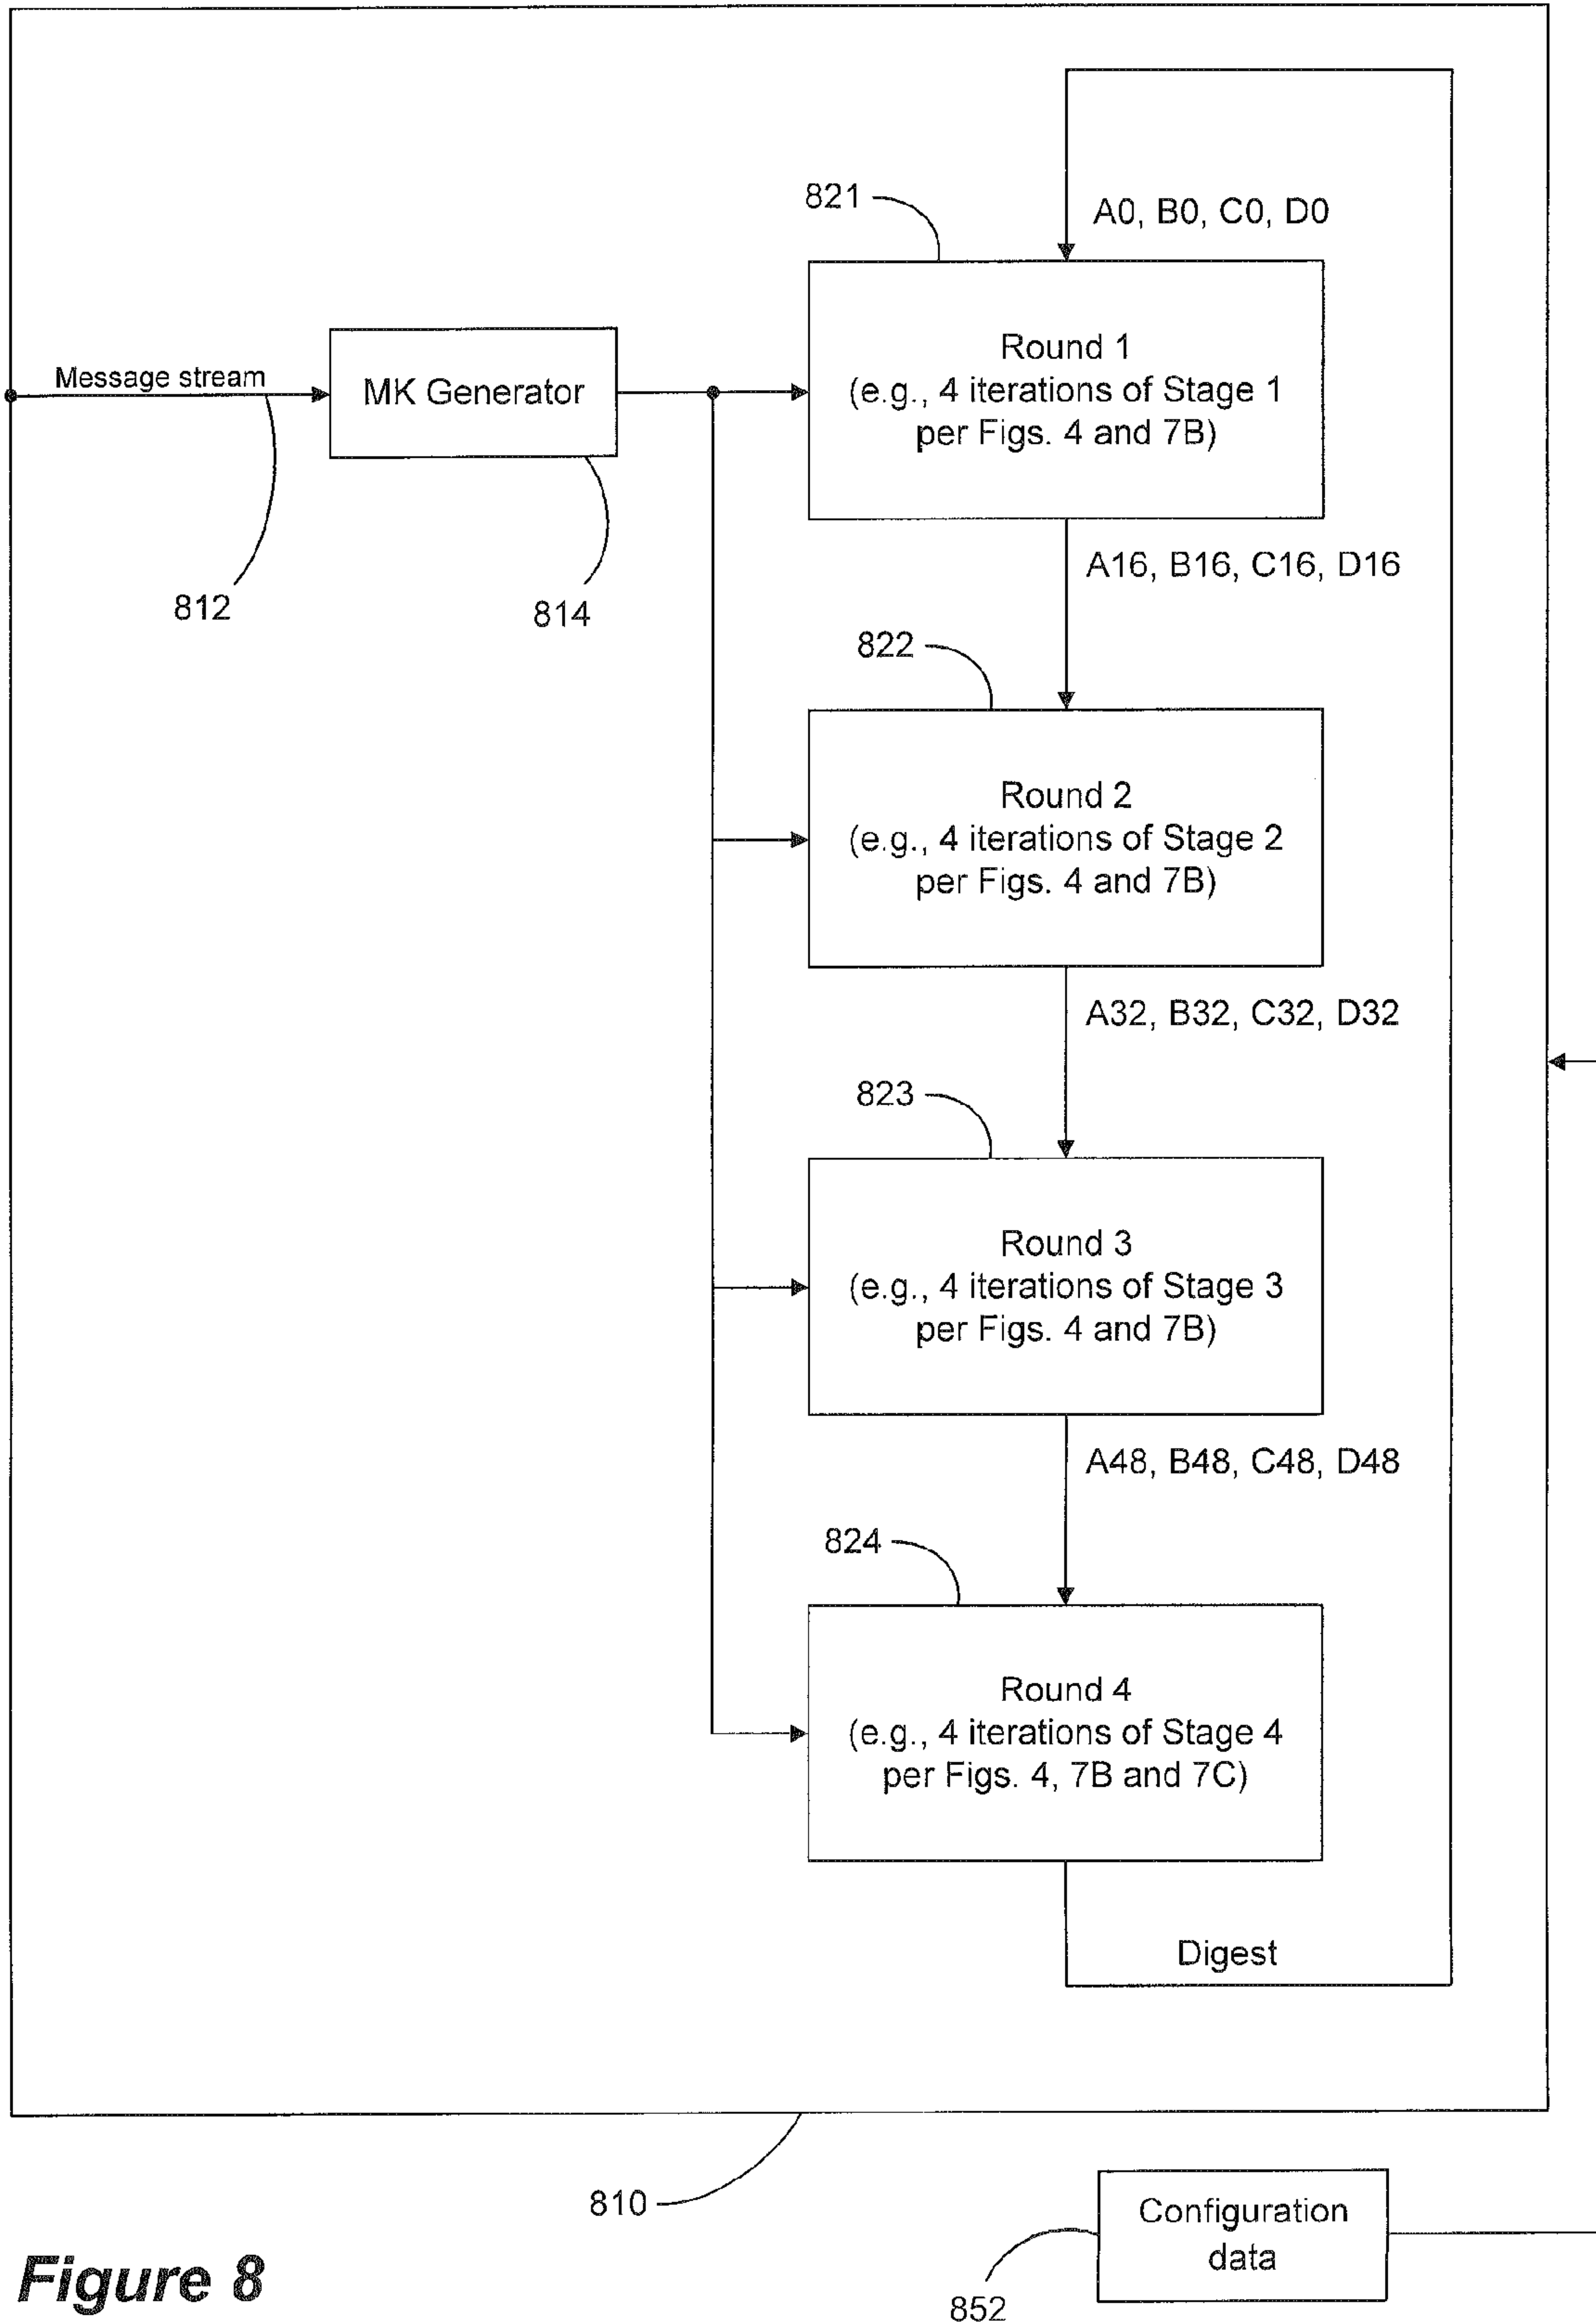 821
A0, B0, C0, D0
Message stream
MK Generator
Round 1
(e.g., 4 iterations of Stage 1
per Figs. 4 and 7B)
812
814
A16, B16, C16, D16
822
Round 2
(e.g., 4 iterations of Stage 2
per Figs. 4 and 7B)
A32, B32, C32, D32
823
Round 3
(e.g., 4 iterations of Stage 3
per Figs. 4 and 7B)
A48, B48, C48, D48
824
Round 4
(e.g., 4 iterations of Stage 4
per Figs. 4, 7B and 7C)
Digest
810
Configuration
data
852
Figure 8